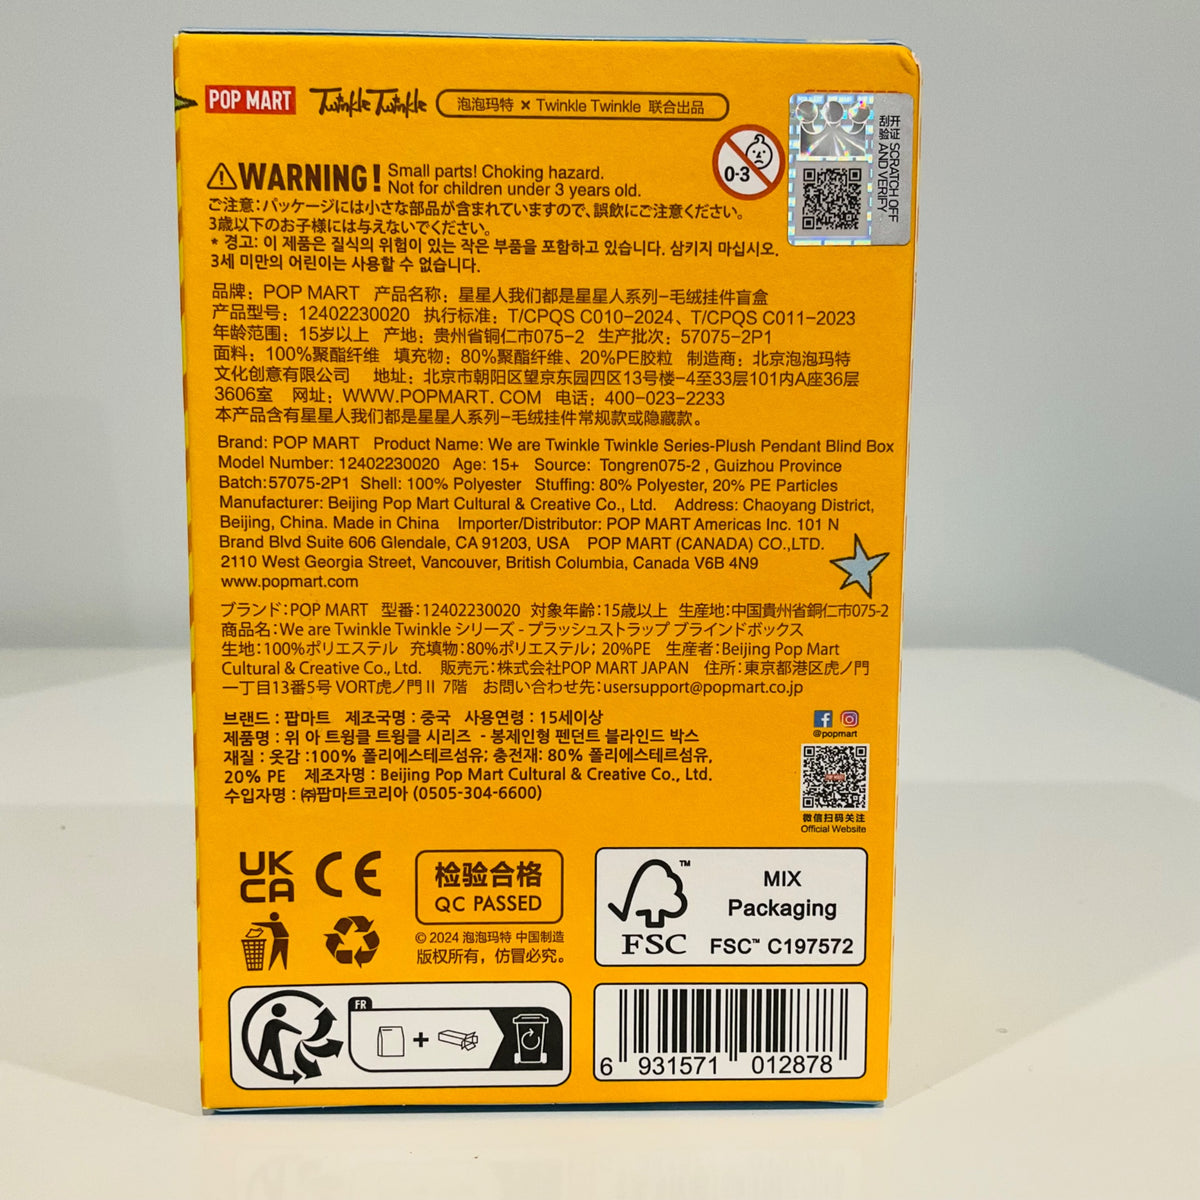 POP MART Twinkle Twinkle 泡泡玛特 × Twinkle Twinkle 联合出品
刮开验证 SCRATCH OFF AND VERIFY
0-3
WARNING! Small parts! Choking hazard.
Not for children under 3 years old.
ご注意：パッケージには小さな部品が含まれていますので、誤飲にご注意ください。
3歳以下のお子様には与えないでください。
* 경고: 이 제품은 질식의 위험이 있는 작은 부품을 포함하고 있습니다. 삼키지 마십시오.
3세 미만의 어린이는 사용할 수 없습니다.
品牌：POP MART 产品名称：星星人我们都是星星人系列-毛绒挂件盲盒
产品型号：12402230020 执行标准：T/CPQS C010-2024、T/CPQS C011-2023
年龄范围：15岁以上 产地：贵州省铜仁市075-2 生产批次：57075-2P1
面料：100%聚酯纤维 填充物：80%聚酯纤维、20%PE胶粒 制造商：北京泡泡玛特
文化创意有限公司 地址：北京市朝阳区望京东园四区13号楼-4至33层101内A座36层
3606室 网址：WWW.POPMART.COM 电话：400-023-2233
本产品含有星星人我们都是星星人系列-毛绒挂件常规款或隐藏款。
Brand: POP MART Product Name: We are Twinkle Twinkle Series-Plush Pendant Blind Box
Model Number: 12402230020 Age: 15+ Source: Tongren075-2 , Guizhou Province
Batch:57075-2P1 Shell: 100% Polyester Stuffing: 80% Polyester, 20% PE Particles
Manufacturer: Beijing Pop Mart Cultural & Creative Co., Ltd. Address: Chaoyang District,
Beijing, China. Made in China Importer/Distributor: POP MART Americas Inc. 101 N
Brand Blvd Suite 606 Glendale, CA 91203, USA POP MART (CANADA) CO.,LTD.
2110 West Georgia Street, Vancouver, British Columbia, Canada V6B 4N9
www.popmart.com
ブランド：POP MART 型番：12402230020 対象年齢：15歳以上 生産地：中国貴州省銅仁市075-2
商品名：We are Twinkle Twinkle シリーズ - プラッシュストラップ ブラインドボックス
生地：100%ポリエステル 充填物：80%ポリエステル； 20%PE 生産者：Beijing Pop Mart
Cultural & Creative Co., Ltd. 販売元：株式会社POP MART JAPAN 住所：東京都港区虎ノ門
一丁目13番5号 VORT虎ノ門Ⅱ 7階 お問い合わせ先：usersupport@popmart.co.jp
브랜드 : 팝마트 제조국명 : 중국 사용연령 : 15세이상
제품명 : 위 아 트윙클 트윙클 시리즈 - 봉제인형 펜던트 블라인드 박스
재질 : 옷감 :100% 폴리에스테르섬유; 충전재: 80% 폴리에스테르섬유,
20% PE 제조자명 : Beijing Pop Mart Cultural & Creative Co., Ltd.
수입자명 : ㈜팝마트코리아 (0505-304-6600)
@popmart
微信扫码关注
Official Website
UK
CA CE
检验合格
QC PASSED
© 2024 泡泡玛特 中国制造
版权所有，仿冒必究。
FSC™
MIX
Packaging
FSC™ C197572
FR
6 931571 012878